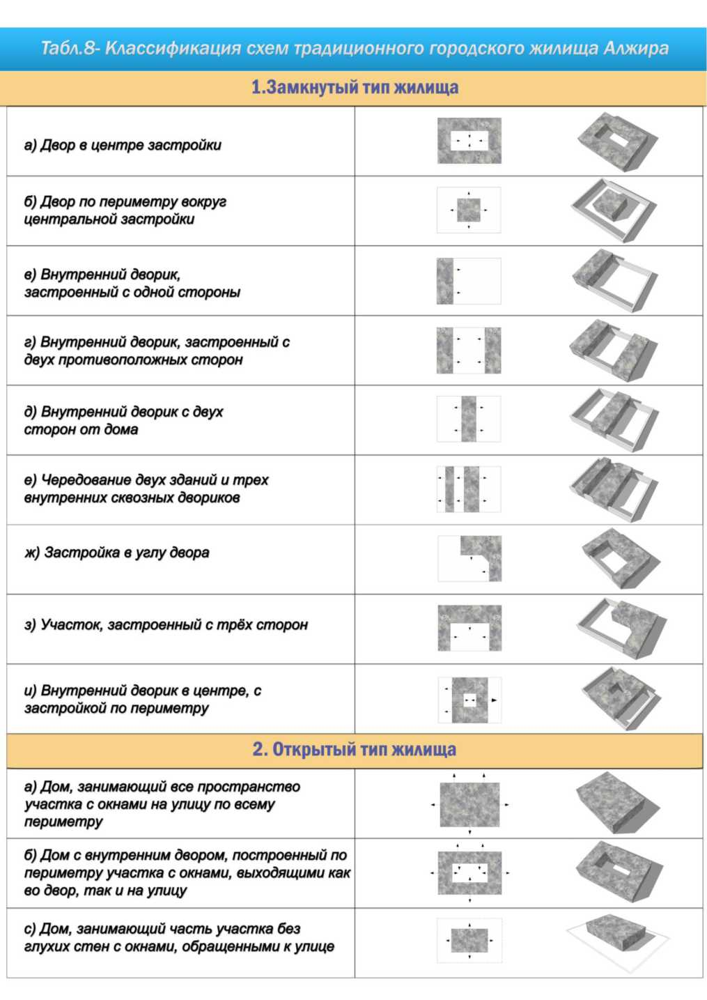 Табл.8- Классификация схем традиционного городского жилища Алжира
1.Замкнутый тип жилища
а) Двор в центре застройки
б) Двор по периметру вокруг
центральной застройки
в) Внутренний дворик,
застроенный с одной стороны
г) Внутренний дворик, застроенный с
двух противоположных сторон
д) Внутренний дворик с двух
сторон от дома
е) Чередование двух зданий и трех
внутренних сквозных двориков
ж) Застройка в углу двора
з) Участок, застроенный с трёх сторон
и) Внутренний дворик в центре, с
застройкой по периметру
2. Открытый тип жилища
а) Дом, занимающий все пространство
участка с окнами на улицу по всему
периметру
б) Дом с внутренним двором, построенный по
периметру участка с окнами, выходящими как
во двор, так и на улицу
с) Дом, занимающий часть участка без
глухих стен с окнами, обращенными к улице